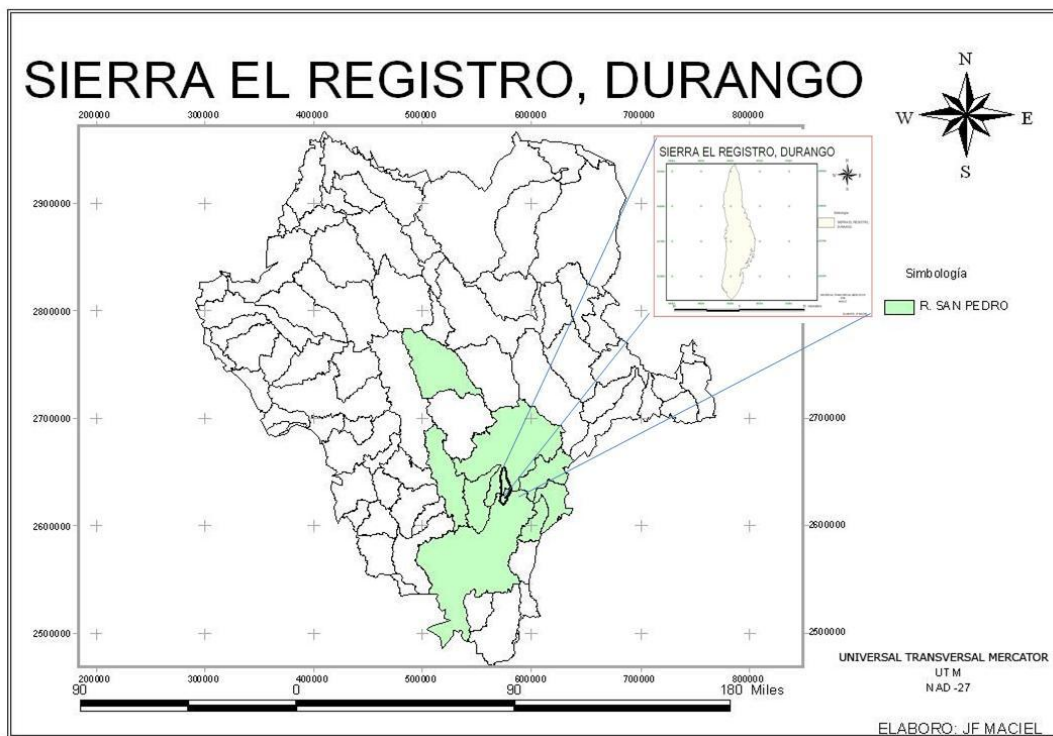 SIERRA EL REGISTRO, DURANGO
N
W E
S
200000 300000 400000 500000 600000 700000 800000
SIERRA EL REGISTRO, DURANGO
2900000
2800000
2700000 2700000
2600000 2600000
2500000 2500000
Simbología
R. SAN PEDRO
200000 300000 400000 500000 600000 700000 800000
90 0 90 180 Miles
UNIVERSAL TRANSVERSAL MERCATOR
UTM
NAD -27
ELABORO: JF MACIEL